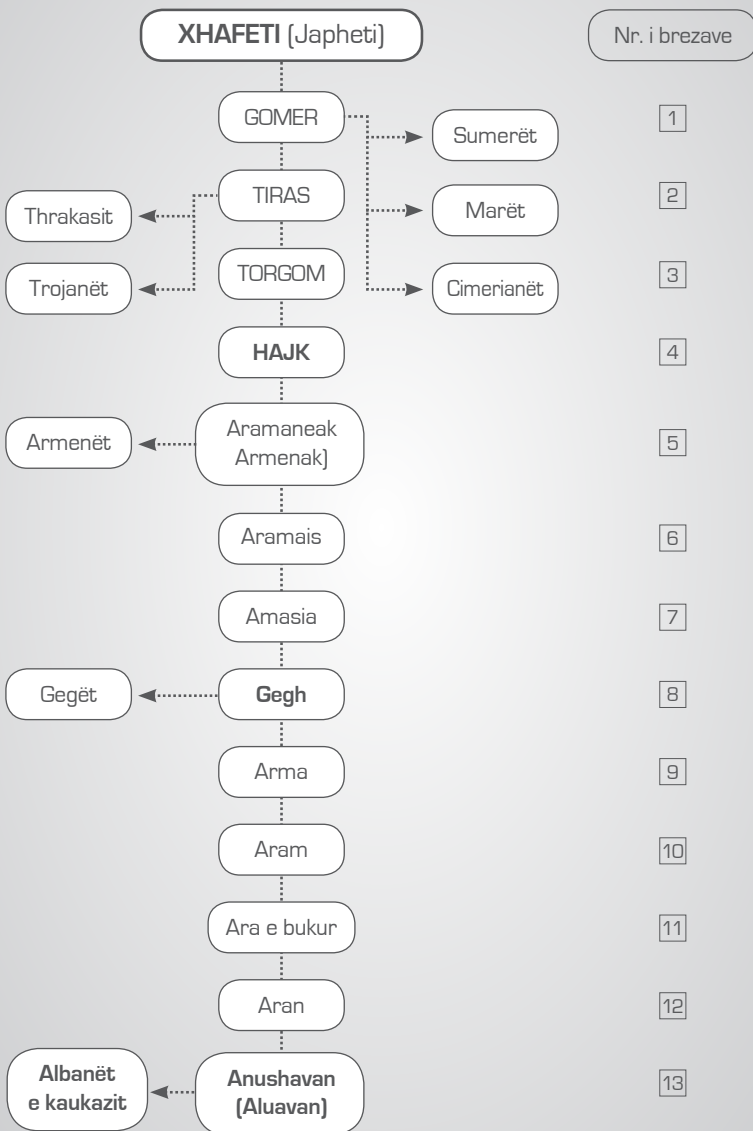 XHAFETI (Japheti)
Nr. i brezave
GOMER
Sumerët
1
TIRAS
Thrakasit
Marët
2
TORGOM
Trojanët
Cimerianët
3
HAJK
4
Aramaneak
Armenak)
Armenët
5
Aramais
6
Amasia
7
Gegët
Gegh
8
Arma
9
Aram
10
Ara e bukur
11
Aran
12
Albanët
e kaukazit
Anushavan
(Aluavan)
13